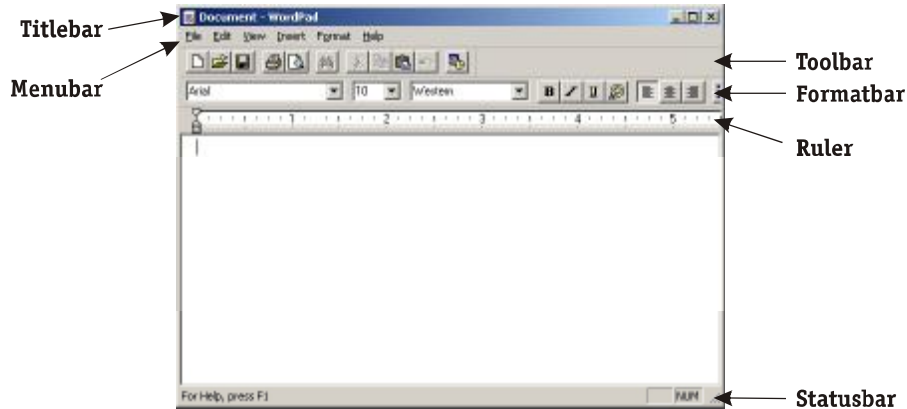 Document - WordPad
Titlebar
File Edit View Insert Format Help
Menubar
Toolbar
Arial 10 Western B / U
Formatbar
1 2 3 4 5
Ruler
For Help, press F1 NUM
Statusbar